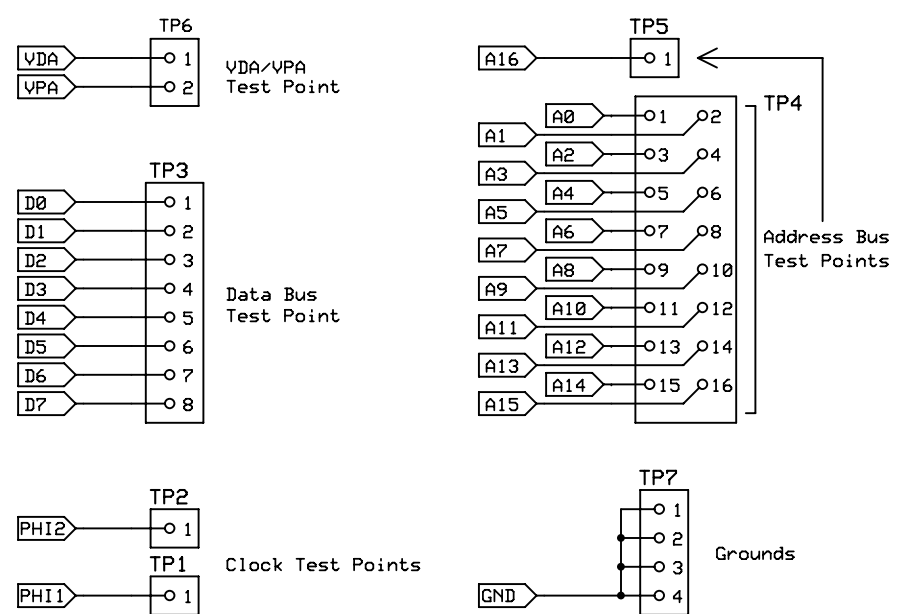 TP6
VDA 1
VPA 2
VDA/VPA
Test Point
TP3
D0 1
D1 2
D2 3
D3 4
D4 5
D5 6
D6 7
D7 8
Data Bus
Test Point
TP2
PHI2 1
TP1
PHI1 1
Clock Test Points
TP5
A16 1
TP4
A0 1 2
A1
A2 3 4
A3
A4 5 6
A5
A6 7 8
A7
A8 9 10
A9
A10 11 12
A11
A12 13 14
A13
A14 15 16
A15
Address Bus
Test Points
TP7
1
2
3
GND 4
Grounds